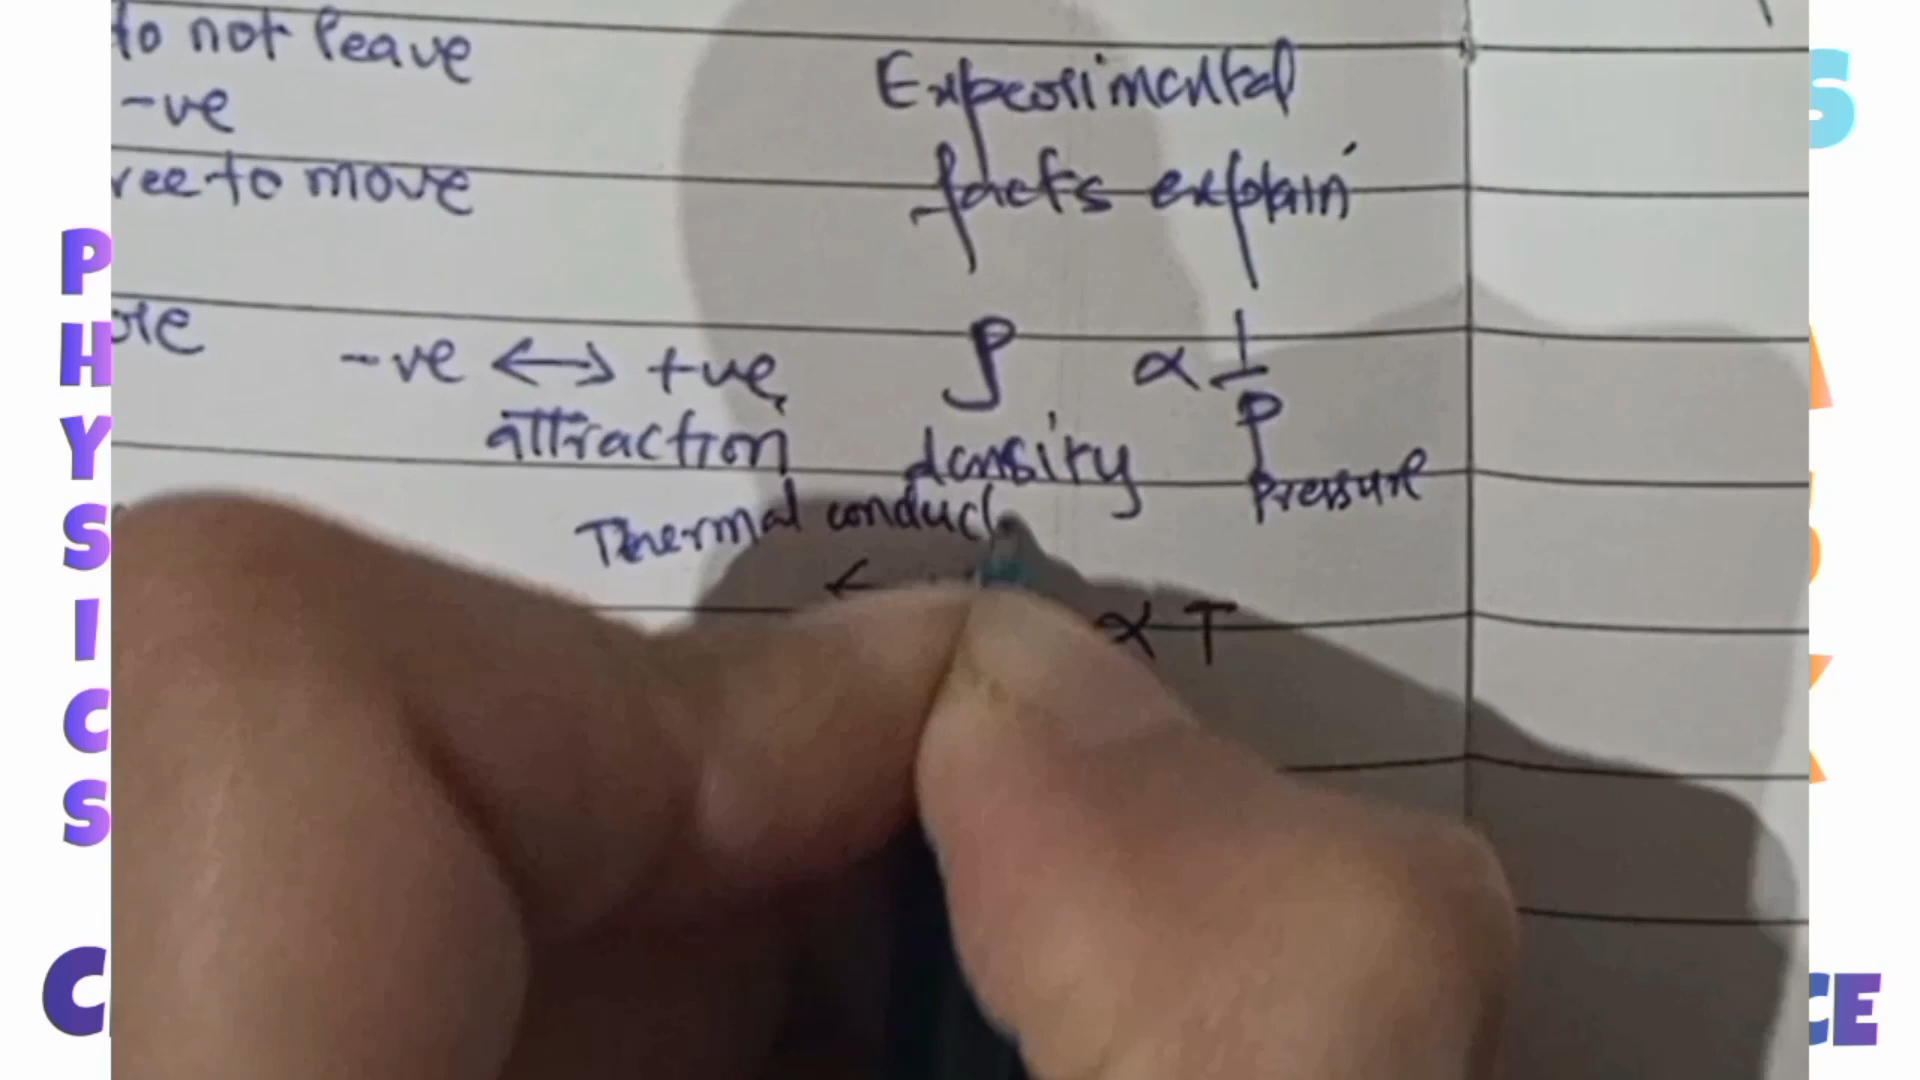 to not leave
-ve
ree to move
ore
-ve ↔ +ve
attraction
Experimental
facts explain
ρ ∝ 1/P
density
Pressure
Thermal conduct
←
∝ T
PHYSICS
C
S
CE